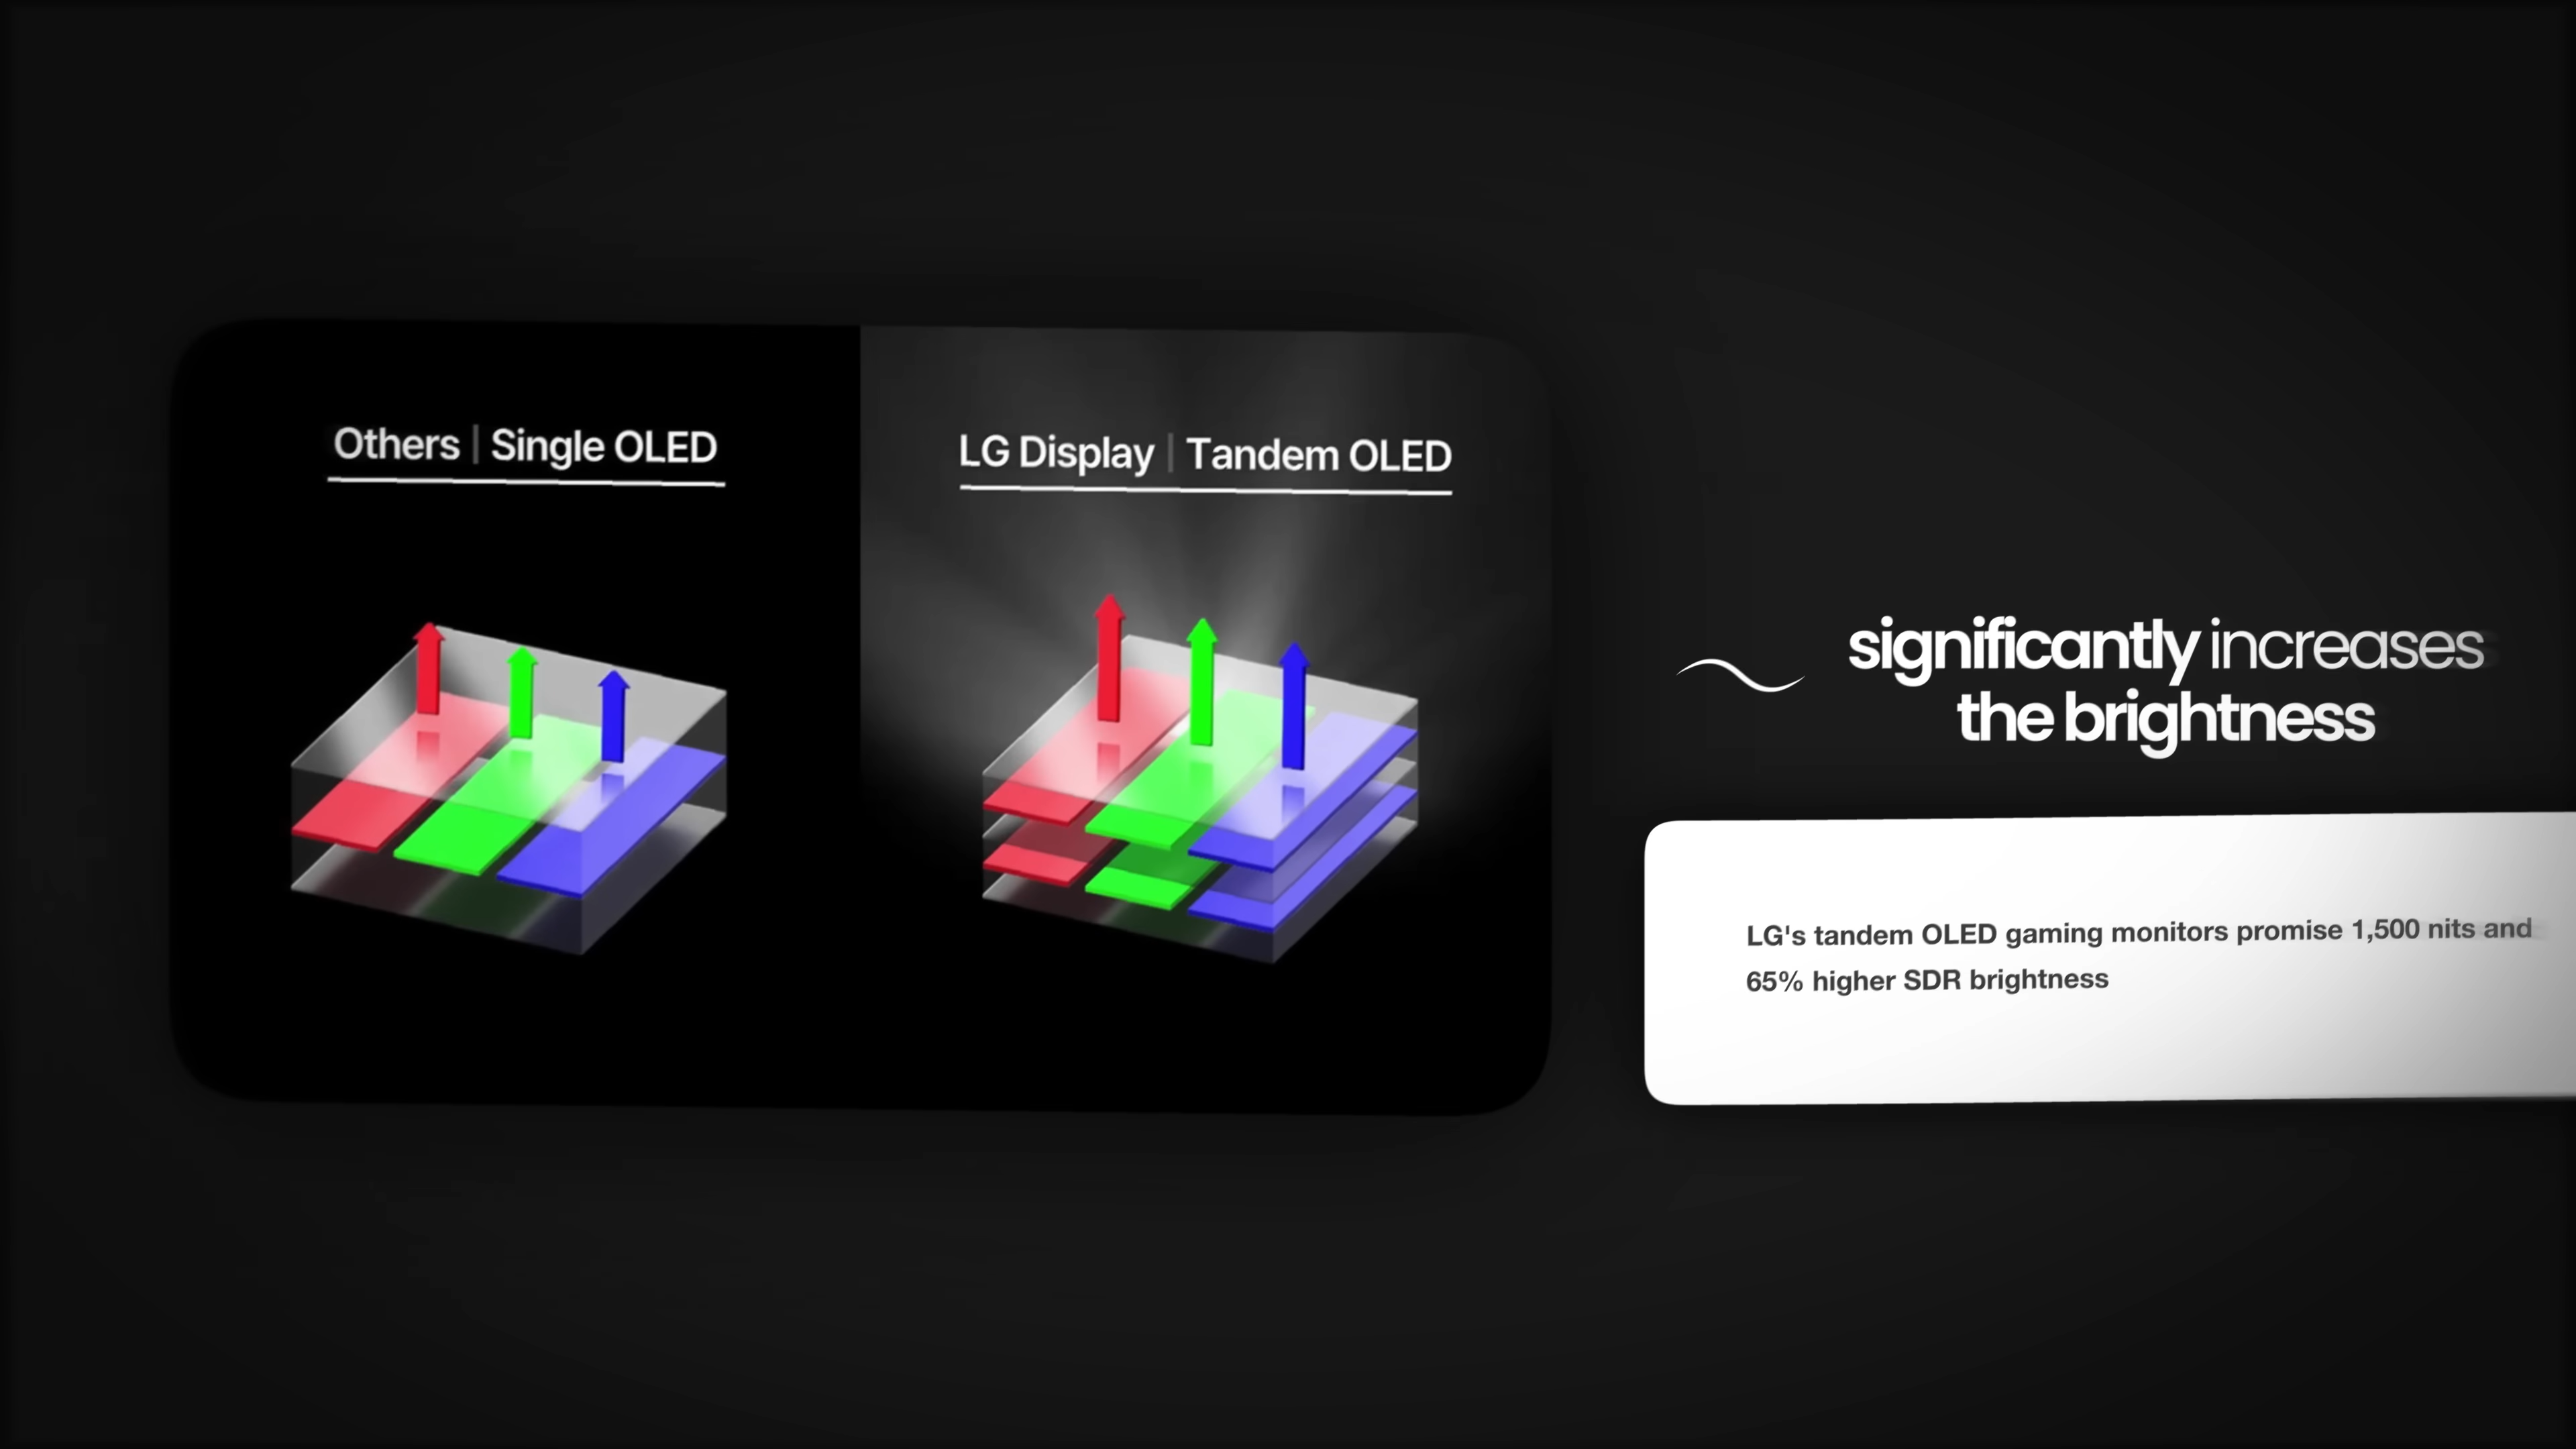 Others | Single OLED
LG Display | Tandem OLED
significantly increases
the brightness
LG's tandem OLED gaming monitors promise 1,500 nits and
65% higher SDR brightness